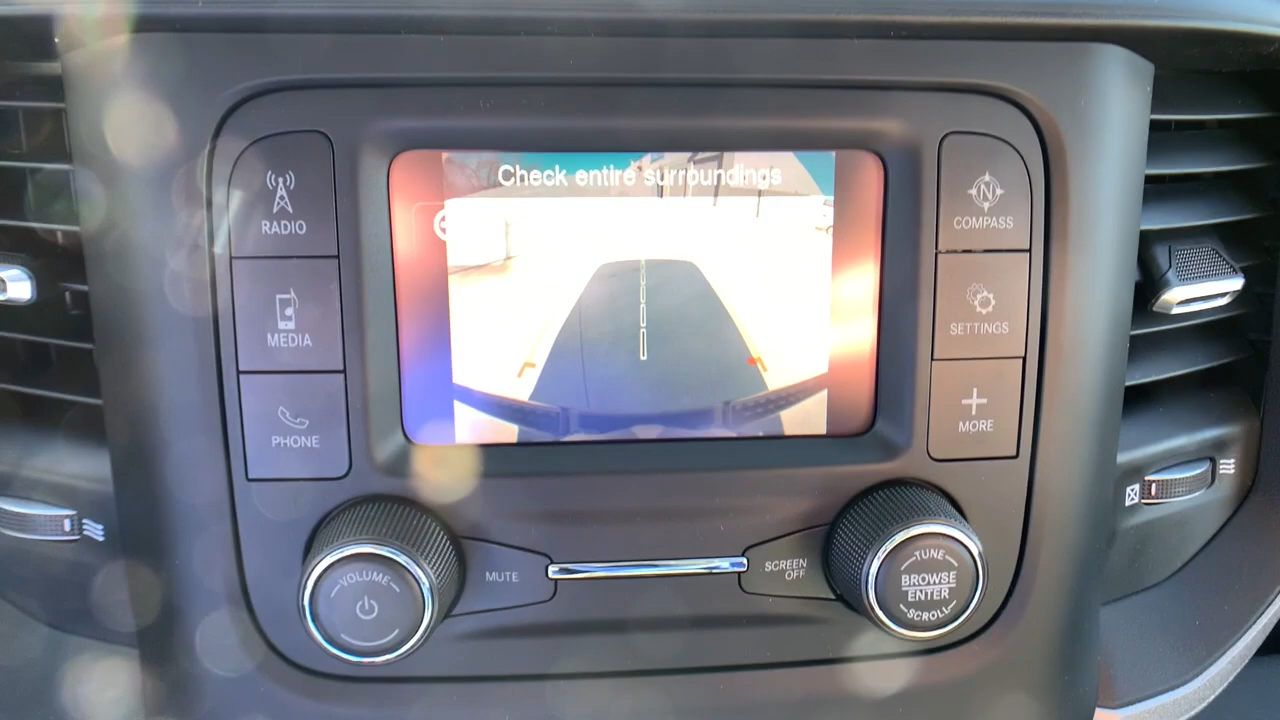 Check entire surroundings
RADIO
MEDIA
PHONE
N
COMPASS
SETTINGS
MORE
VOLUME
MUTE
SCREEN
OFF
TUNE
BROWSE
ENTER
SCROLL